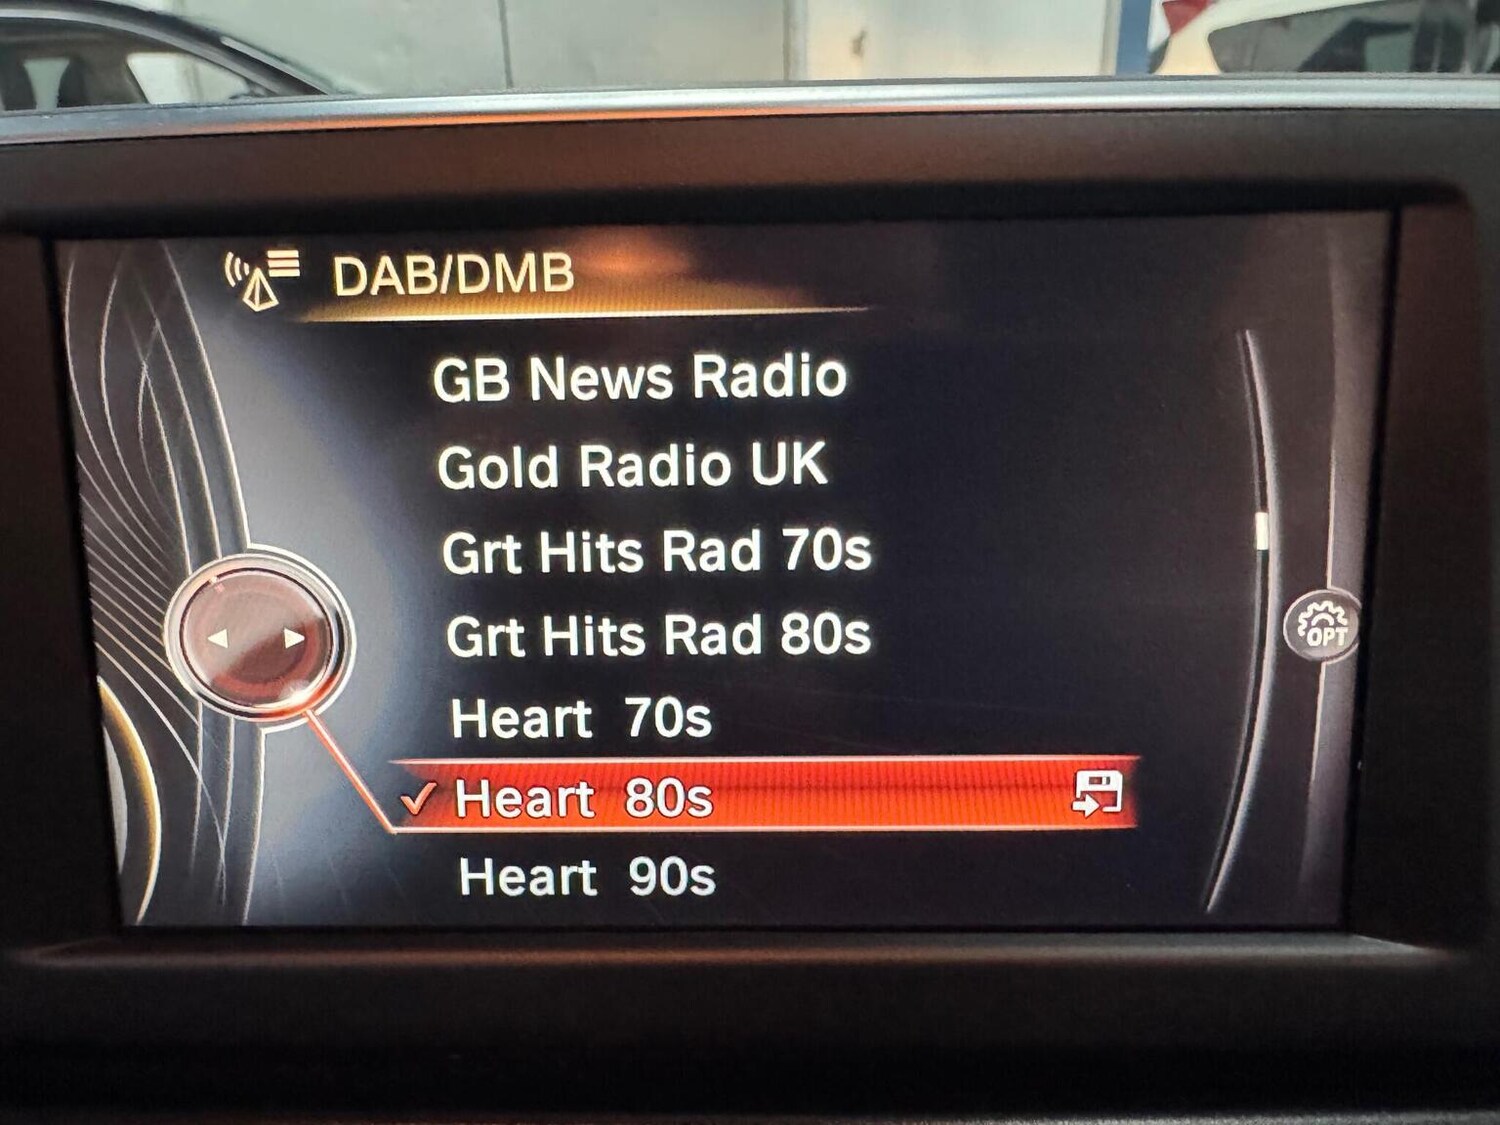 DAB/DMB
GB News Radio
Gold Radio UK
Grt Hits Rad 70s
Grt Hits Rad 80s
Heart 70s
Heart 80s
Heart 90s
OPT